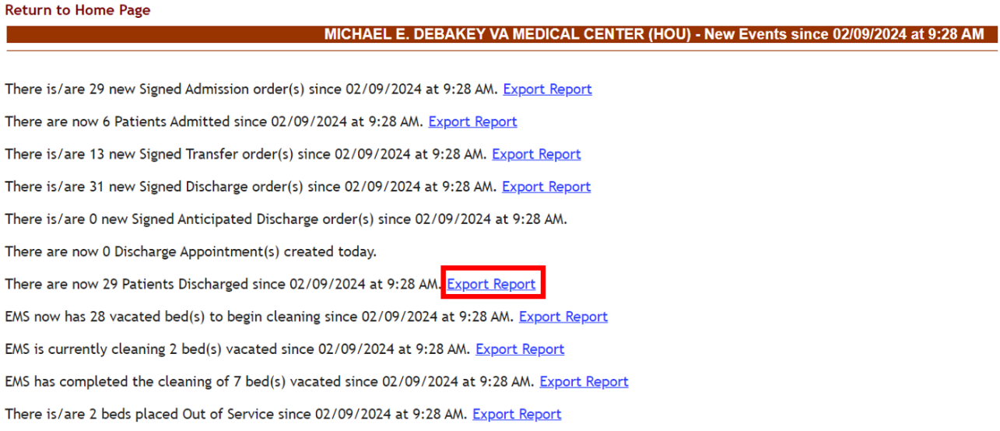 Return to Home Page
MICHAEL E. DEBAKEY VA MEDICAL CENTER (HOU) - New Events since 02/09/2024 at 9:28 AM
There is/are 29 new Signed Admission order(s) since 02/09/2024 at 9:28 AM. Export Report
There are now 6 Patients Admitted since 02/09/2024 at 9:28 AM. Export Report
There is/are 13 new Signed Transfer order(s) since 02/09/2024 at 9:28 AM. Export Report
There is/are 31 new Signed Discharge order(s) since 02/09/2024 at 9:28 AM. Export Report
There is/are 0 new Signed Anticipated Discharge order(s) since 02/09/2024 at 9:28 AM.
There are now 0 Discharge Appointment(s) created today.
There are now 29 Patients Discharged since 02/09/2024 at 9:28 AM. Export Report
EMS now has 28 vacated bed(s) to begin cleaning since 02/09/2024 at 9:28 AM. Export Report
EMS is currently cleaning 2 bed(s) vacated since 02/09/2024 at 9:28 AM. Export Report
EMS has completed the cleaning of 7 bed(s) vacated since 02/09/2024 at 9:28 AM. Export Report
There is/are 2 beds placed Out of Service since 02/09/2024 at 9:28 AM. Export Report